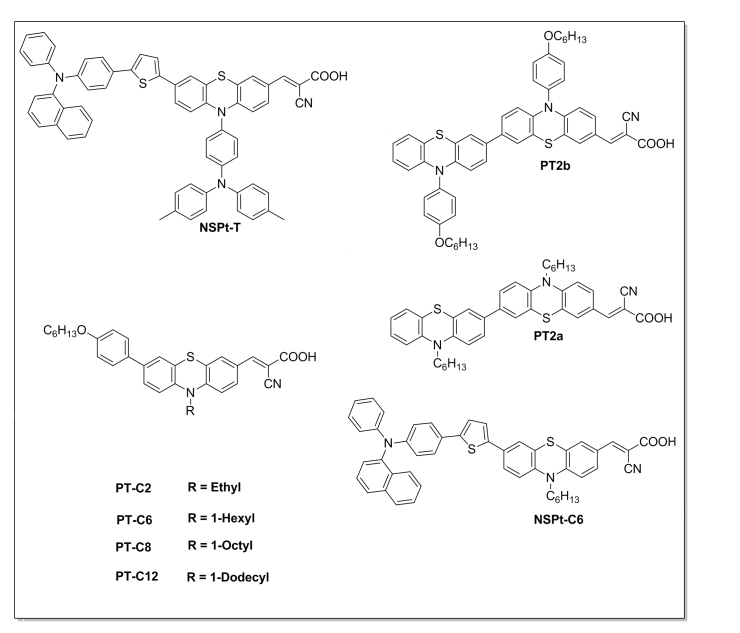 S
COOH
N
S
CN
N
N
NSPt-T
OC₆H₁₃
N
CN
S
S
COOH
N
PT2b
OC₆H₁₃
C₆H₁₃
N
CN
S
S
COOH
N
PT2a
C₆H₁₃
C₆H₁₃O
S
COOH
N
CN
R
N
S
S
COOH
N
CN
C₆H₁₃
NSPt-C6
PT-C2 R = Ethyl
PT-C6 R = 1-Hexyl
PT-C8 R = 1-Octyl
PT-C12 R = 1-Dodecyl